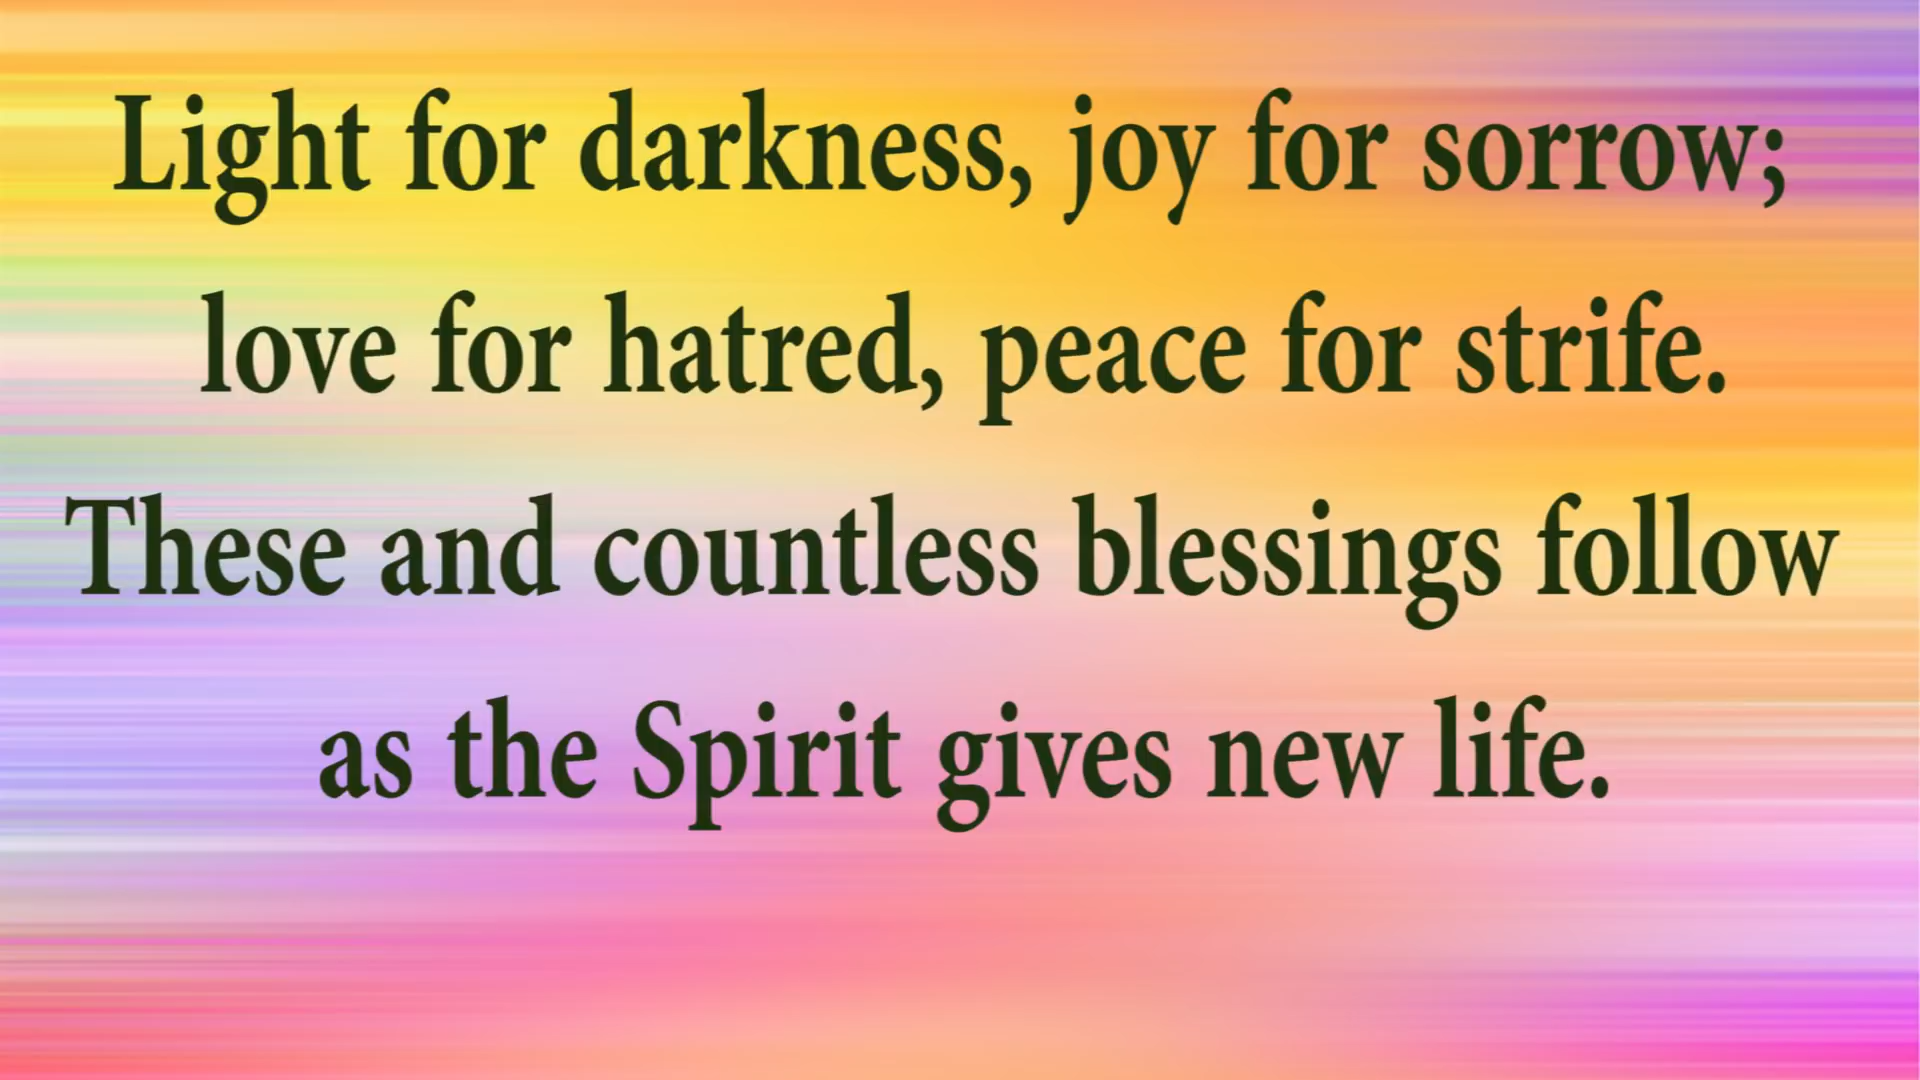 Light for darkness, joy for sorrow;
love for hatred, peace for strife.
These and countless blessings follow
as the Spirit gives new life.